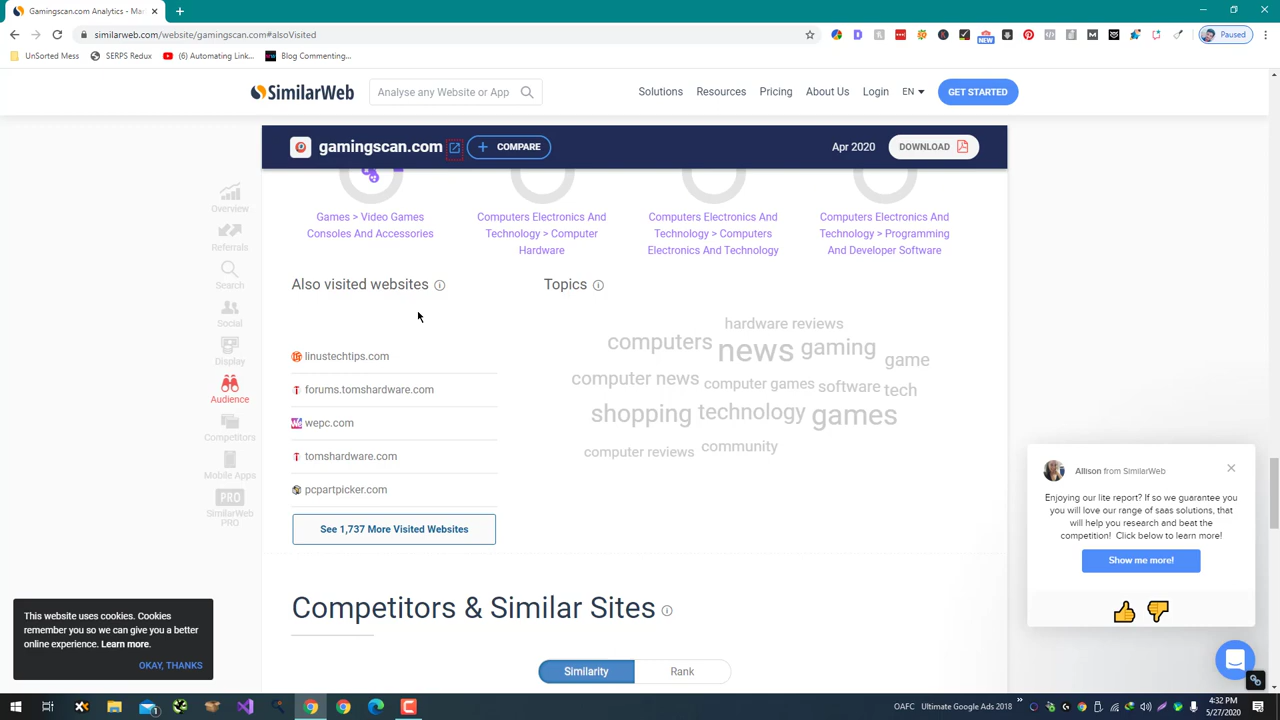 Gamingscan.com Analytics - Mar
similarweb.com/website/gamingscan.com#alsoVisited
Paused
NEW
UnSorted Mess
SERPS Redux
(6) Automating Link...
Blog Commenting...
SimilarWeb
Analyse any Website or App
Solutions
Resources
Pricing
About Us
Login
EN
GET STARTED
gamingscan.com
COMPARE
Apr 2020
DOWNLOAD
Overview
Referrals
Search
Social
Display
Audience
Competitors
Mobile Apps
PRO
SimilarWeb
PRO
Games > Video Games
Consoles And Accessories
Computers Electronics And
Technology > Computer
Hardware
Computers Electronics And
Technology > Computers
Electronics And Technology
Computers Electronics And
Technology > Programming
And Developer Software
Also visited websites
linustechtips.com
forums.tomshardware.com
wepc.com
tomshardware.com
pcpartpicker.com
See 1,737 More Visited Websites
Topics
hardware reviews
computers
news
gaming
game
computer news
computer games
software
tech
shopping
technology
games
computer reviews
community
Competitors & Similar Sites
Similarity
Rank
Allison from SimilarWeb
Enjoying our lite report? If so we guarantee you
you will love our range of saas solutions, that
will help you research and beat the
competition! Click below to learn more!
Show me more!
This website uses cookies. Cookies
remember you so we can give you a better
online experience. Learn more.
OKAY, THANKS
OAFC
Ultimate Google Ads 2018
4:32 PM
5/27/2020